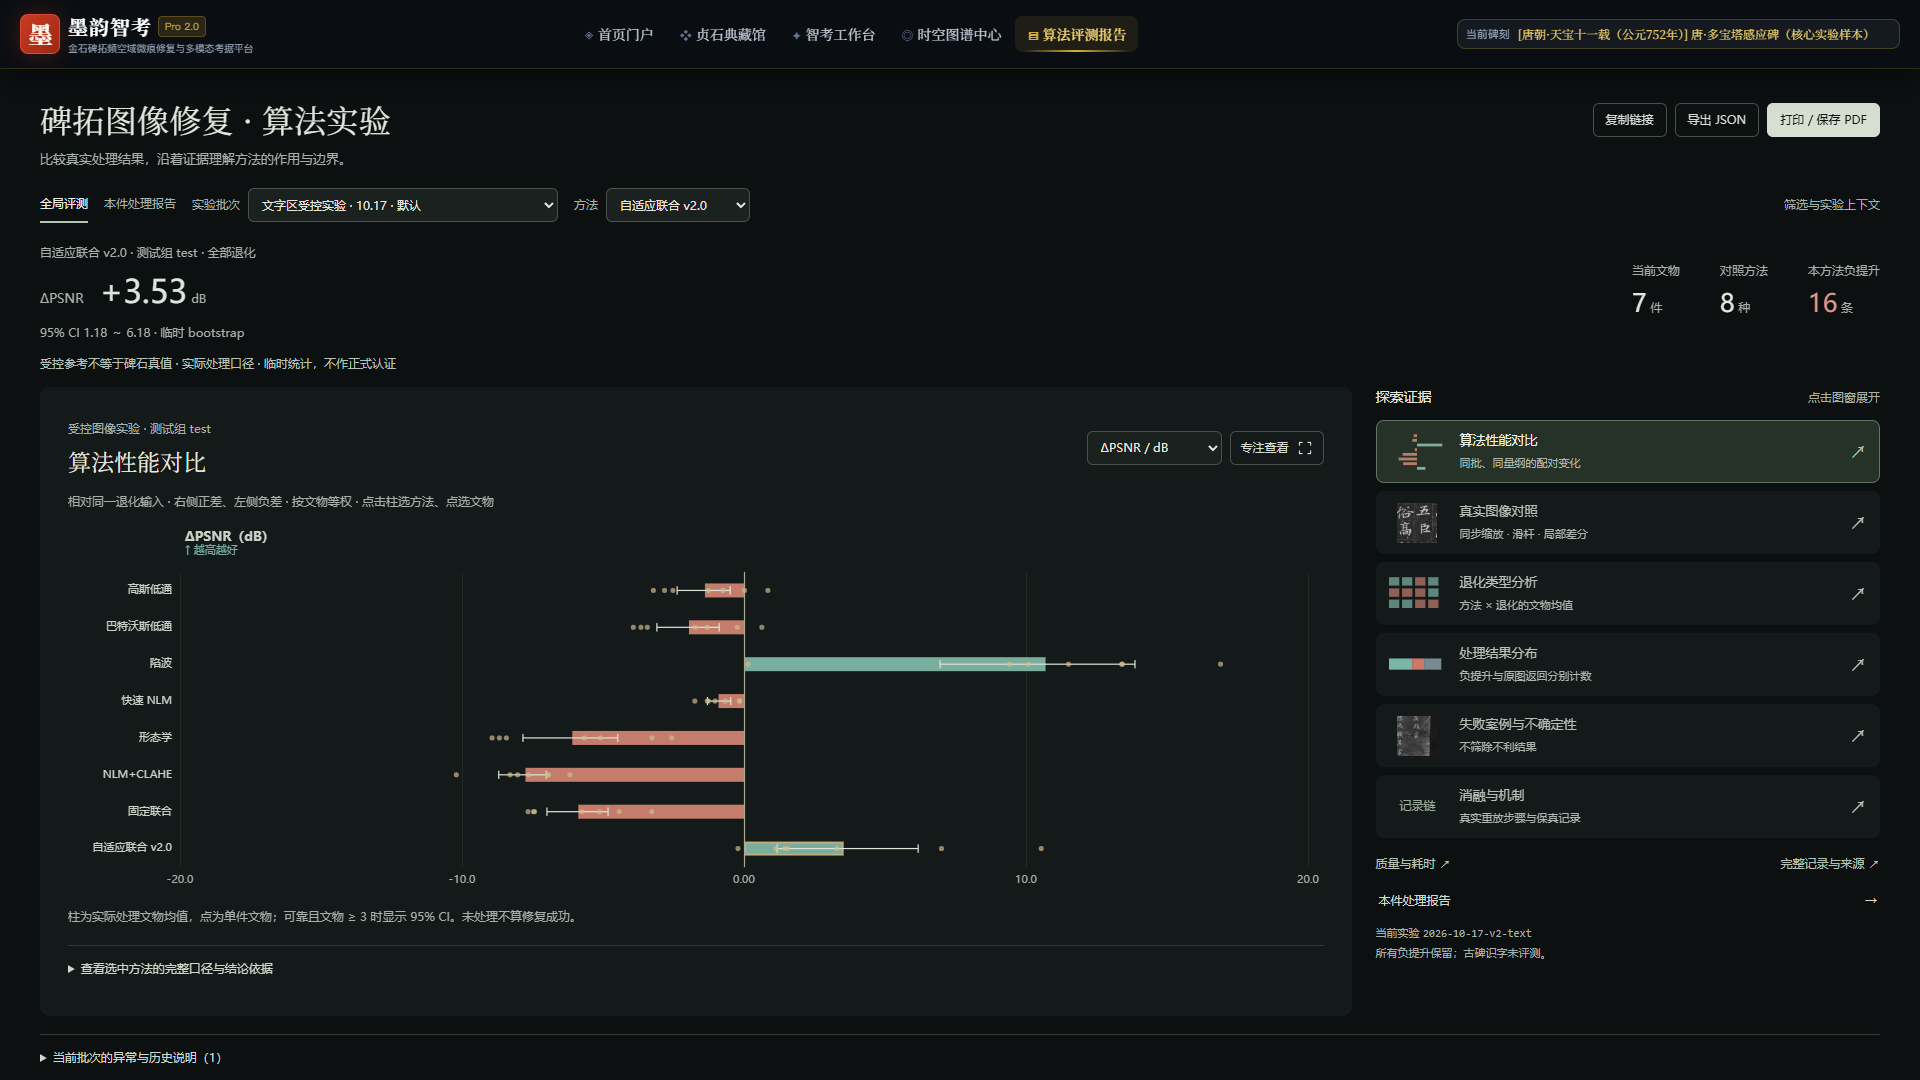 墨
墨韵智考 Pro 2.0
金石碑拓频空域微痕修复与多模态考据平台
首页门户
贞石典藏馆
智考工作台
时空图谱中心
算法评测报告
当前碑刻 [唐朝·天宝十一载（公元752年）] 唐·多宝塔感应碑（核心实验样本）
碑拓图像修复 · 算法实验
比较真实处理结果，沿着证据理解方法的作用与边界。
复制链接
导出 JSON
打印 / 保存 PDF
全局评测 本件处理报告 实验批次 文字区受控实验 · 10.17 · 默认 方法 自适应联合 v2.0
筛选与实验上下文
自适应联合 v2.0 · 测试组 test · 全部退化
ΔPSNR +3.53 dB
95% CI 1.18 ~ 6.18 · 临时 bootstrap
受控参考不等于碑石真值 · 实际处理口径 · 临时统计，不作正式认证
当前文物 对照方法 本方法负提升
7 件 8 种 16 条
受控图像实验 · 测试组 test
算法性能对比
ΔPSNR / dB
专注查看
相对同一退化输入 · 右侧正差、左侧负差 · 按文物等权 · 点击柱选方法、点选文物
ΔPSNR (dB)
↑ 越高越好
高斯低通
巴特沃斯低通
陷波
快速 NLM
形态学
NLM+CLAHE
固定联合
自适应联合 v2.0
-20.0 -10.0 0.00 10.0 20.0
柱为实际处理文物均值，点为单件文物；可靠且文物 ≥ 3 时显示 95% CI。未处理不算修复成功。
▶ 查看选中方法的完整口径与结论依据
探索证据 点击图窗展开
算法性能对比
同批、同量纲的配对变化
俗 五
高 臣
真实图像对照
同步缩放 · 滑杆 · 局部差分
退化类型分析
方法 × 退化的文物均值
处理结果分布
负提升与原图返回分别计数
失败案例与不确定性
不筛除不利结果
记录链
消融与机制
真实重放步骤与保真记录
质量与耗时 ↗ 完整记录与来源 ↗
本件处理报告 →
当前实验 2026-10-17-v2-text
所有负提升保留；古碑识字未评测。
▶ 当前批次的异常与历史说明（1）